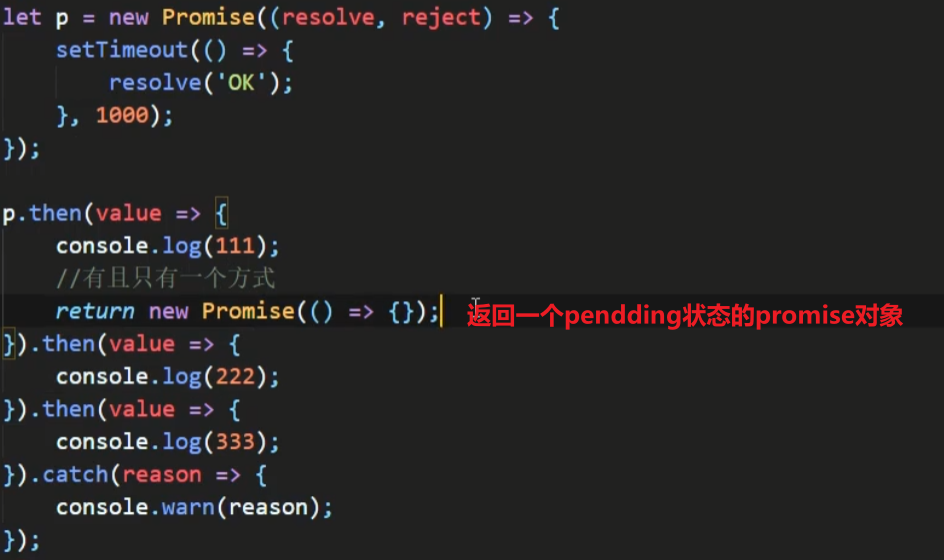 let p = new Promise((resolve, reject) => {
    setTimeout(() => {
        resolve('OK');
    }, 1000);
});

p.then(value => {
    console.log(111);
    //有且只有一个方式
    return new Promise(() => {}); 返回一个pendding状态的promise对象
}).then(value => {
    console.log(222);
}).then(value => {
    console.log(333);
}).catch(reason => {
    console.warn(reason);
});